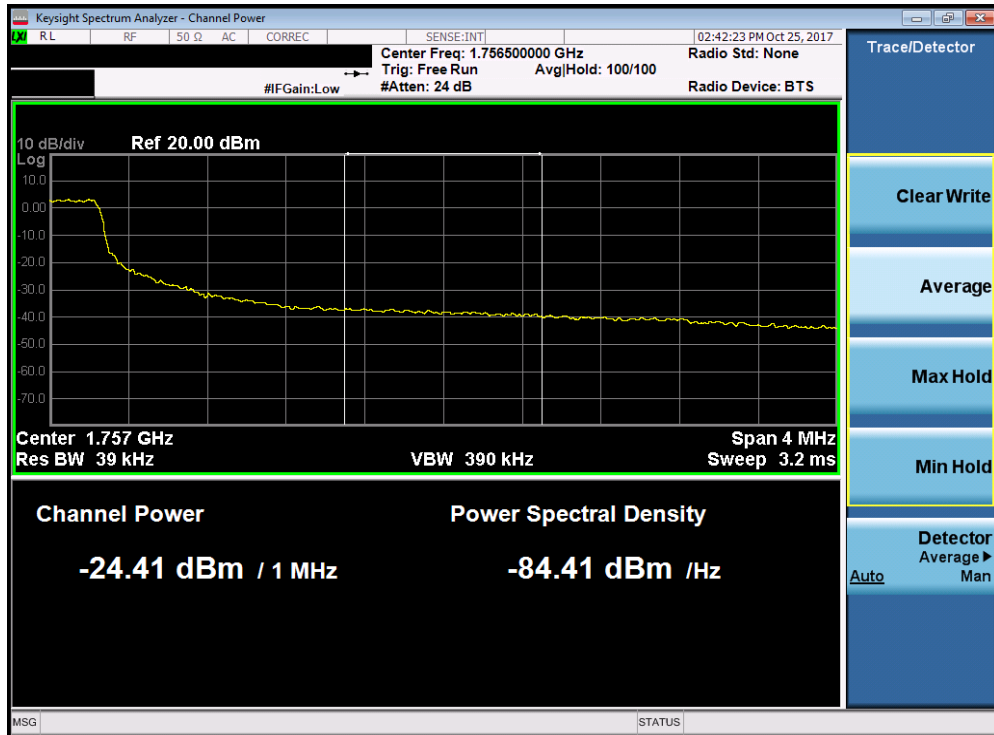 Keysight Spectrum Analyzer - Channel Power
LXI RL RF 50 Ω AC CORREC SENSE:INT 02:42:23 PM Oct 25, 2017
Center Freq: 1.756500000 GHz Radio Std: None
Trig: Free Run Avg|Hold: 100/100
#IFGain:Low #Atten: 24 dB Radio Device: BTS
10 dB/div Ref 20.00 dBm
Log
10.0
0.00
-10.0
-20.0
-30.0
-40.0
-50.0
-60.0
-70.0
Center 1.757 GHz Span 4 MHz
Res BW 39 kHz VBW 390 kHz Sweep 3.2 ms
Channel Power Power Spectral Density
-24.41 dBm / 1 MHz -84.41 dBm /Hz
Trace/Detector
Clear Write
Average
Max Hold
Min Hold
Detector
Average
Auto Man
MSG STATUS